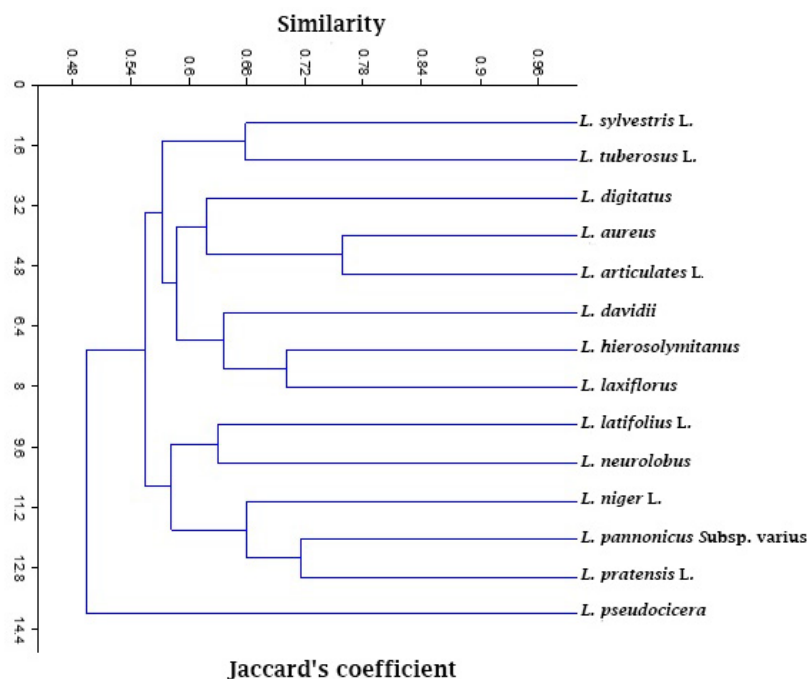 Similarity
0.48 0.54 0.6 0.66 0.72 0.78 0.84 0.9 0.96
0
L. sylvestris L.
1.6
L. tuberosus L.
3.2
L. digitatus
L. aureus
4.8
L. articulates L.
L. davidii
6.4
L. hierosolymitanus
8
L. laxiflorus
L. latifolius L.
9.6
L. neurolobus
L. niger L.
11.2
L. pannonicus Subsp. varius
12.8
L. pratensis L.
L. pseudocicera
14.4
Jaccard's coefficient